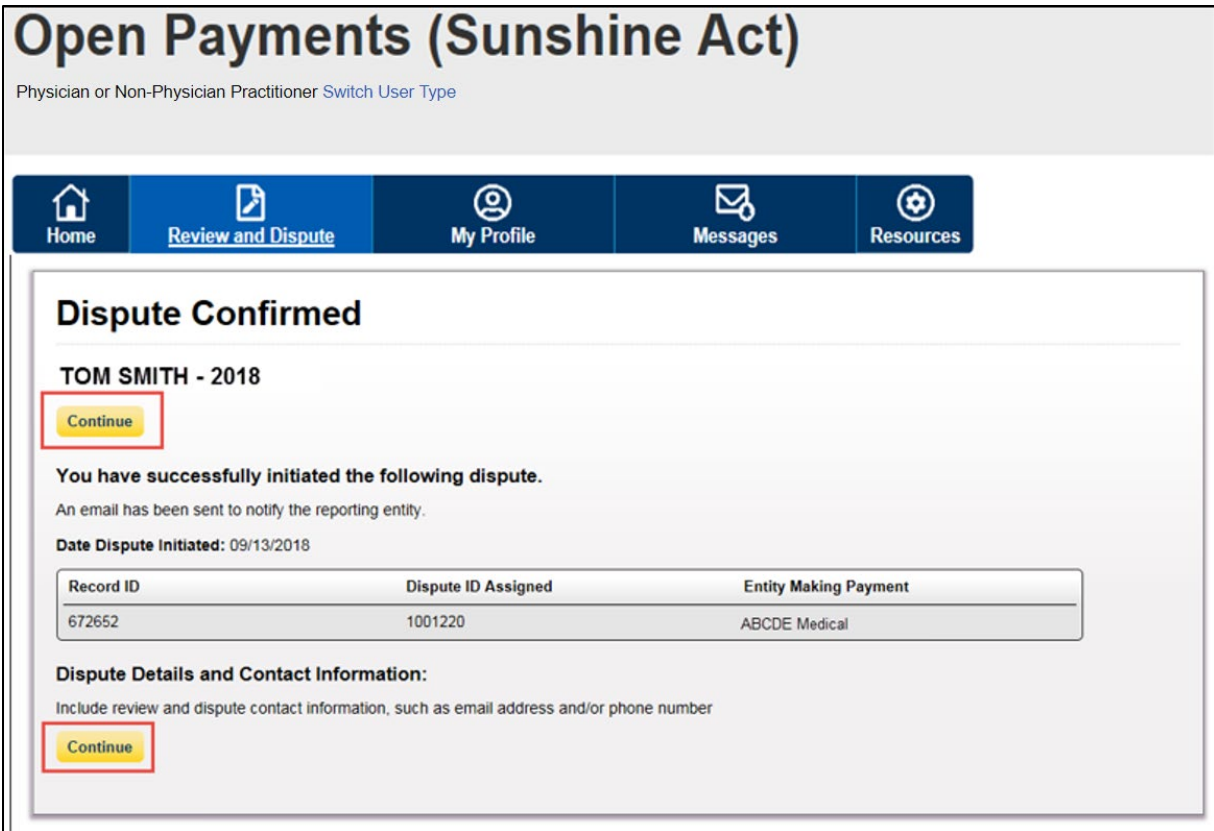 Open Payments (Sunshine Act)
Physician or Non-Physician Practitioner Switch User Type
Home Review and Dispute My Profile Messages Resources
Dispute Confirmed
TOM SMITH - 2018
Continue
You have successfully initiated the following dispute.
An email has been sent to notify the reporting entity.
Date Dispute Initiated: 09/13/2018
Record ID Dispute ID Assigned Entity Making Payment
672652 1001220 ABCDE Medical
Dispute Details and Contact Information:
Include review and dispute contact information, such as email address and/or phone number
Continue